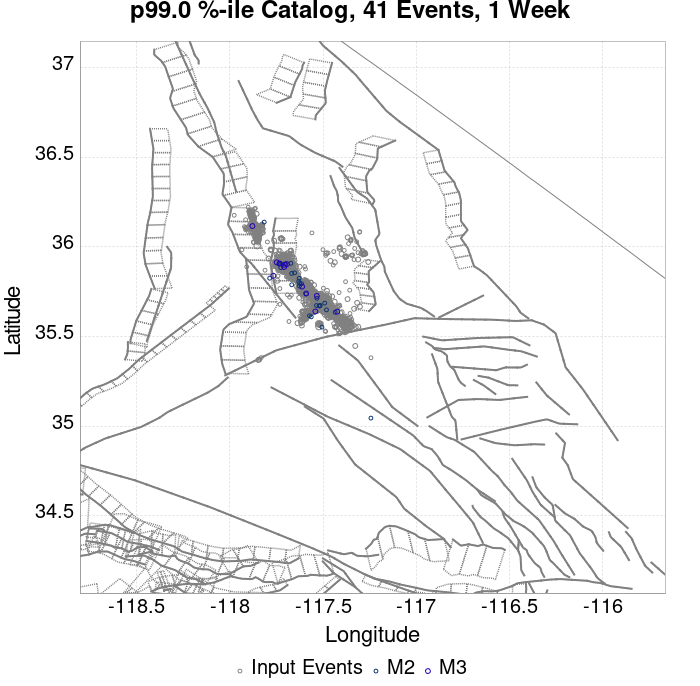 p99.0 %-ile Catalog, 41 Events, 1 Week
37
36.5
36
35.5
35
34.5
Latitude
-118.5 -118 -117.5 -117 -116.5 -116
Longitude
Input Events M2 M3